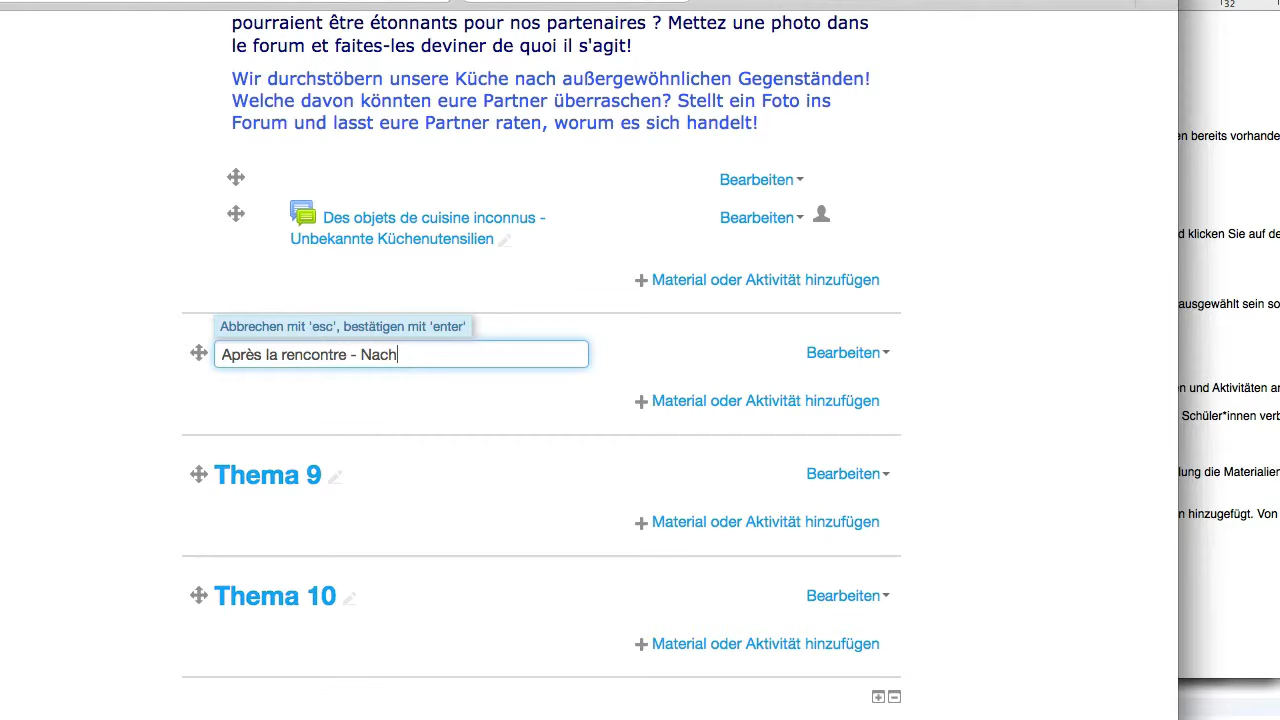 32
pourraient être étonnants pour nos partenaires ? Mettez une photo dans
le forum et faites-les deviner de quoi il s'agit!
Wir durchstöbern unsere Küche nach außergewöhnlichen Gegenständen!
Welche davon könnten eure Partner überraschen? Stellt ein Foto ins
Forum und lasst eure Partner raten, worum es sich handelt!
en bereits vorhande
Bearbeiten
Des objets de cuisine inconnus -
Unbekannte Küchenutensilien
Bearbeiten
d klicken Sie auf de
Material oder Aktivität hinzufügen
ausgewählt sein so
Abbrechen mit 'esc', bestätigen mit 'enter'
Après la rencontre - Nach
Bearbeiten
n und Aktivitäten an
Material oder Aktivität hinzufügen
Schüler*innen verb
Thema 9
Bearbeiten
lung die Materialien
Material oder Aktivität hinzufügen
n hinzugefügt. Von
Thema 10
Bearbeiten
Material oder Aktivität hinzufügen